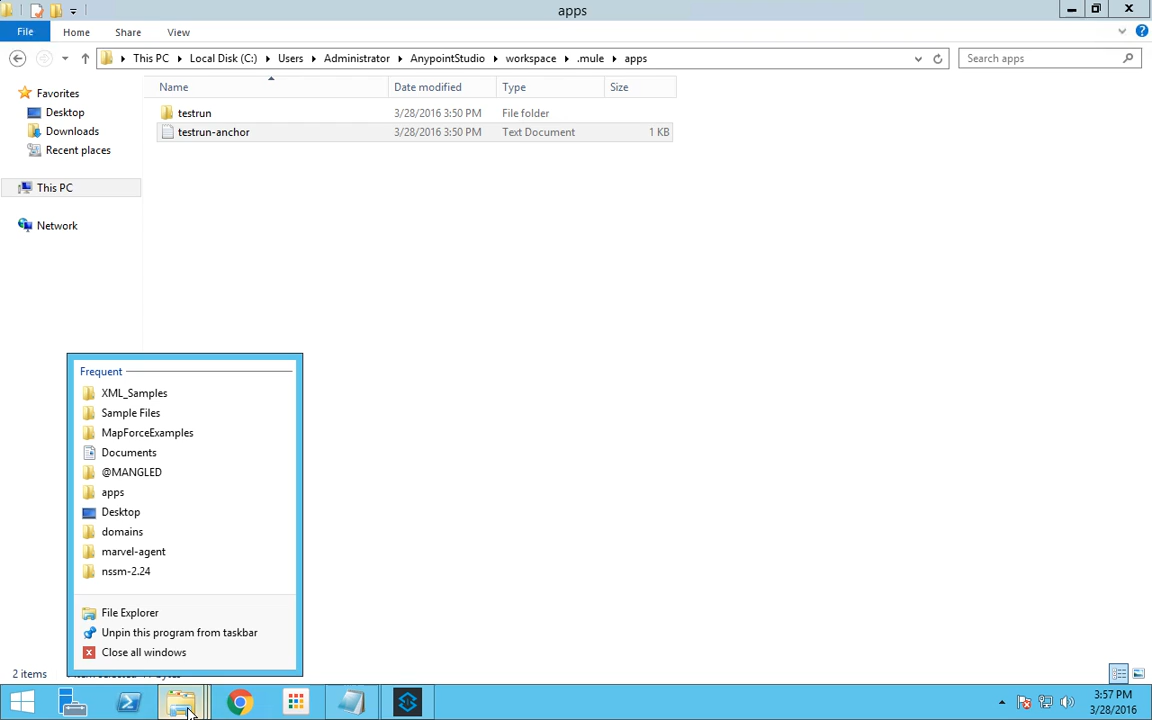 apps
File
Home
Share
View
This PC
Local Disk (C:)
Users
Administrator
AnypointStudio
workspace
.mule
apps
Search apps
Favorites
Desktop
Downloads
Recent places
This PC
Network
Name
Date modified
Type
Size
testrun
3/28/2016 3:50 PM
File folder
testrun-anchor
3/28/2016 3:50 PM
Text Document
1 KB
Frequent
XML_Samples
Sample Files
MapForceExamples
Documents
@MANGLED
apps
Desktop
domains
marvel-agent
nssm-2.24
File Explorer
Unpin this program from taskbar
Close all windows
2 items
3:57 PM
3/28/2016